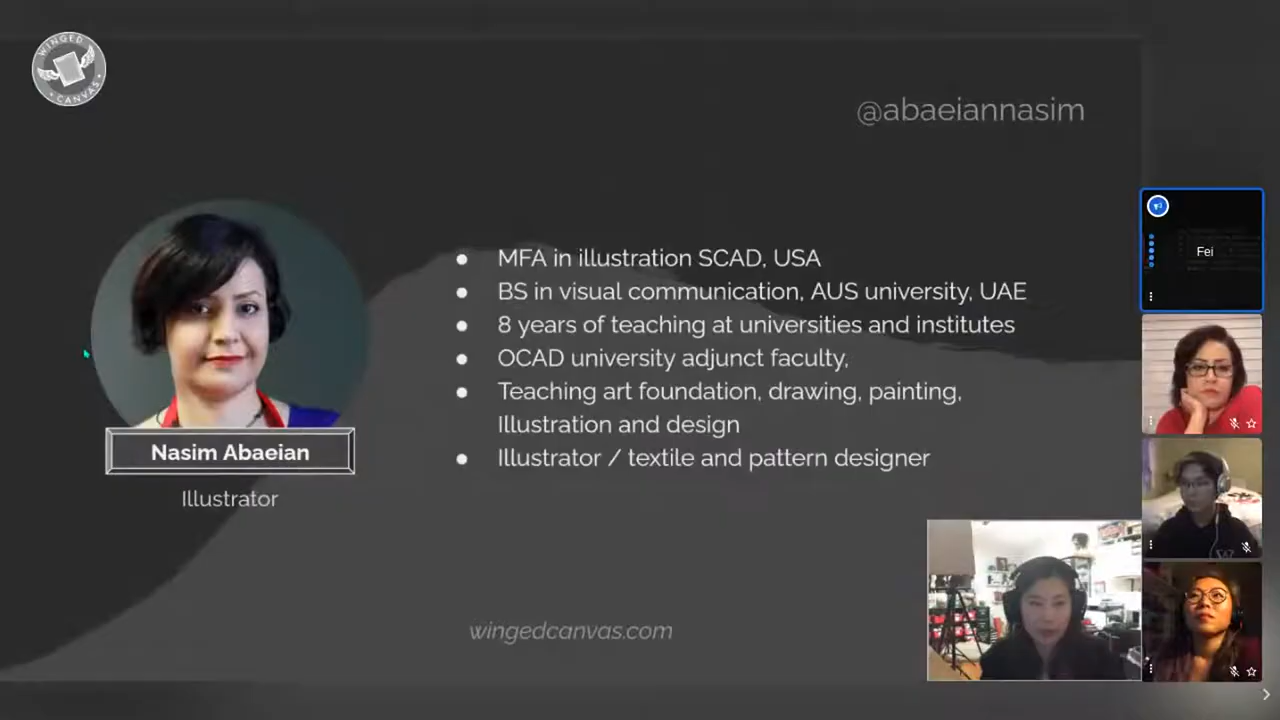 WINGED
CANVAS
@abaeiannasim
MFA in illustration SCAD, USA
BS in visual communication, AUS university, UAE
8 years of teaching at universities and institutes
OCAD university adjunct faculty,
Teaching art foundation, drawing, painting,
Illustration and design
Illustrator / textile and pattern designer
Nasim Abaeian
Illustrator
wingedcanvas.com
Fei